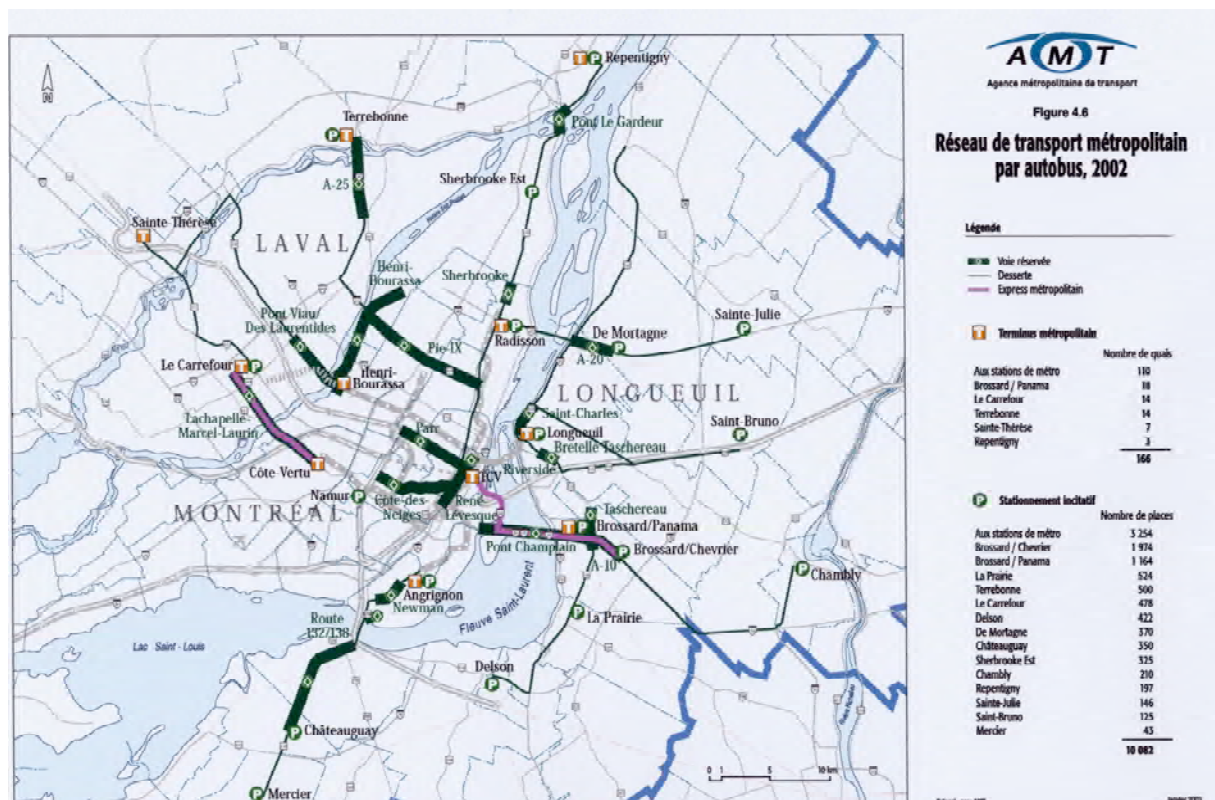 AMT
Agence métropolitaine de transport
Figure 4.6
Réseau de transport métropolitain
par autobus, 2002
Légende
Voie réservée
Desserte
Express métropolitain
T Terminus métropolitain
Nombre de quais
Aux stations de métro 110
Brossard / Panama 18
Le Carrefour 14
Terrebonne 14
Sainte-Thérèse 7
Repentigny 3
166
P Stationnement incitatif
Nombre de places
Aux stations de métro 3 254
Brossard / Chevrier 1 974
Brossard / Panama 1 164
La Prairie 524
Terrebonne 500
Le Carrefour 478
Delson 422
De Mortagne 370
Châteauguay 350
Sherbrooke Est 325
Chambly 210
Repentigny 197
Sainte-Julie 146
Saint-Bruno 125
Mercier 43
10 082
N
T P Repentigny
Pont Le Gardeur
Terrebonne
P T
A-25
Sherbrooke Est P
Sainte-Thérèse
T
LAVAL
Henri-
Bourassa
Sherbrooke
Pont Viau/
Des Laurentides
Sainte-Julie
P
T P
Radisson
De Mortagne
P
A-20
Pie-IX
Le Carrefour T P
Henri-
Bourassa
T
LONGUEUIL
Lachapelle-
Marcel-Laurin
Saint-Charles
Saint-Bruno
P
Parc
T P Longueuil
Bretelle Taschereau
Côte Vertu T
Riverside
T TCV
Namur P
Côte-des-
Neiges
René-
Lévesque
MONTRÉAL
Taschereau
T P Brossard/Panama
Pont Champlain
P Brossard/Chevrier
A-10
P Chambly
T P
Angrignon
Newman
Fleuve Saint-Laurent
P La Prairie
Route
132/138
Lac Saint-Louis
Delson
P
P Châteauguay
P Mercier
0 1 5 10 km